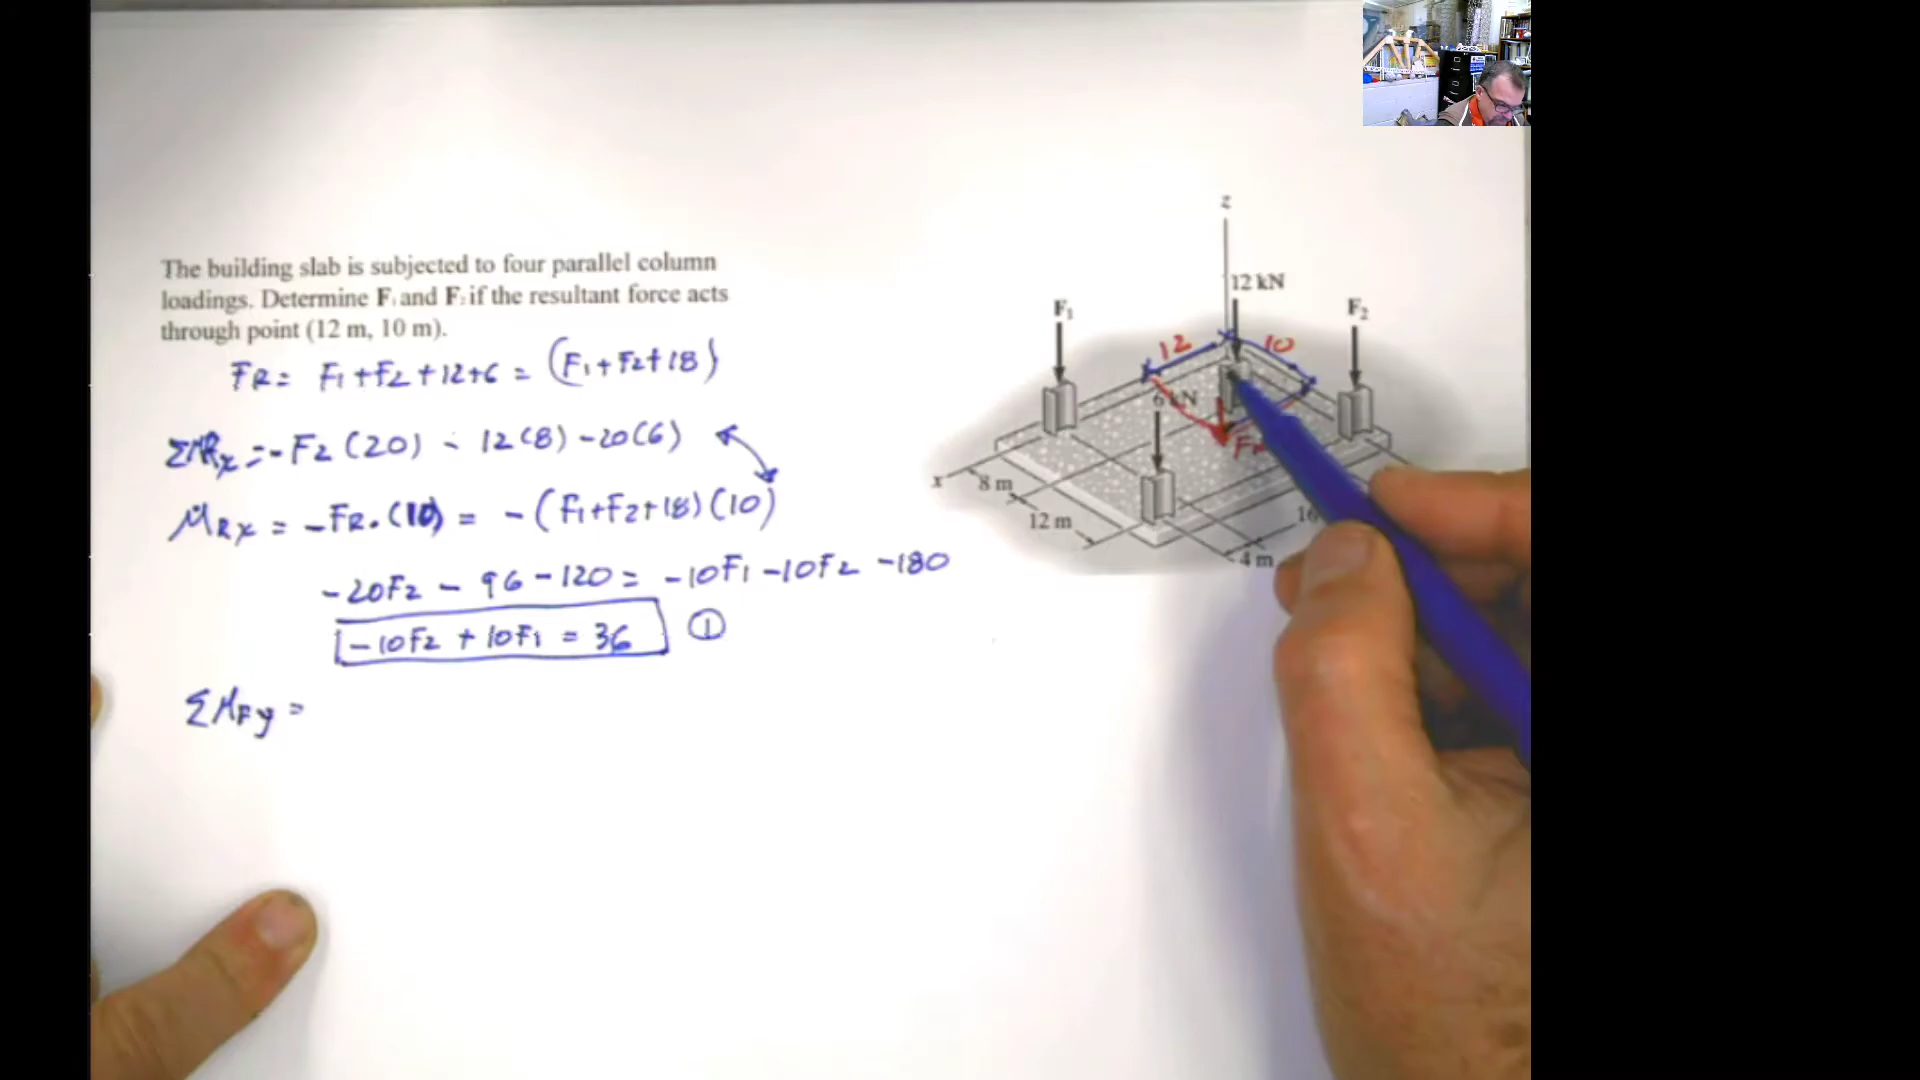 The building slab is subjected to four parallel column
loadings. Determine F₁ and F₂ if the resultant force acts
through point (12 m, 10 m).
FR = F1 + F2 + 12 + 6 = (F1 + F2 + 18)
ΣMRx = - F2 (20) - 12(8) - 20(6)
MRx = -FR.(10) = -(F1+F2+18)(10)
-20F2 - 96 - 120 = -10F1 - 10F2 - 180
-10F2 + 10F1 = 36 ①
ΣMFy =
z
12 kN
F₁
F₂
12
10
6 kN
x
8 m
12 m
4 m